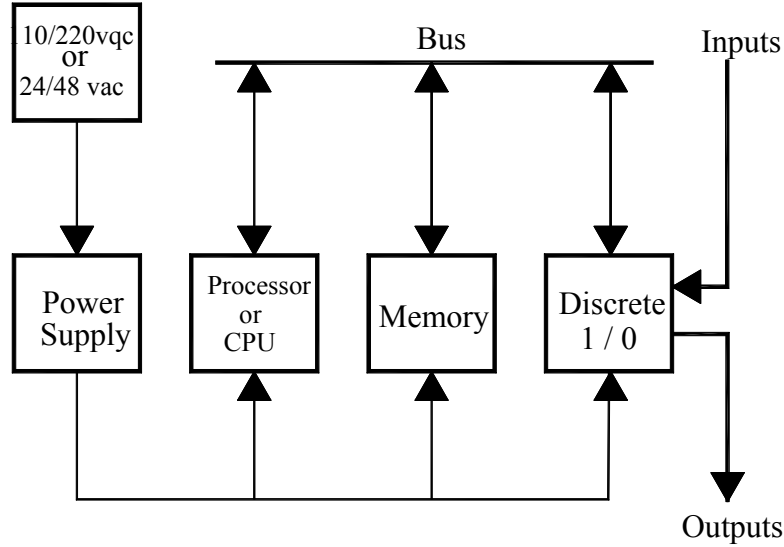 110/220vqc
or
24/48 vac
Bus
Inputs
Power
Supply
Processor
or
CPU
Memory
Discrete
1 / 0
Outputs